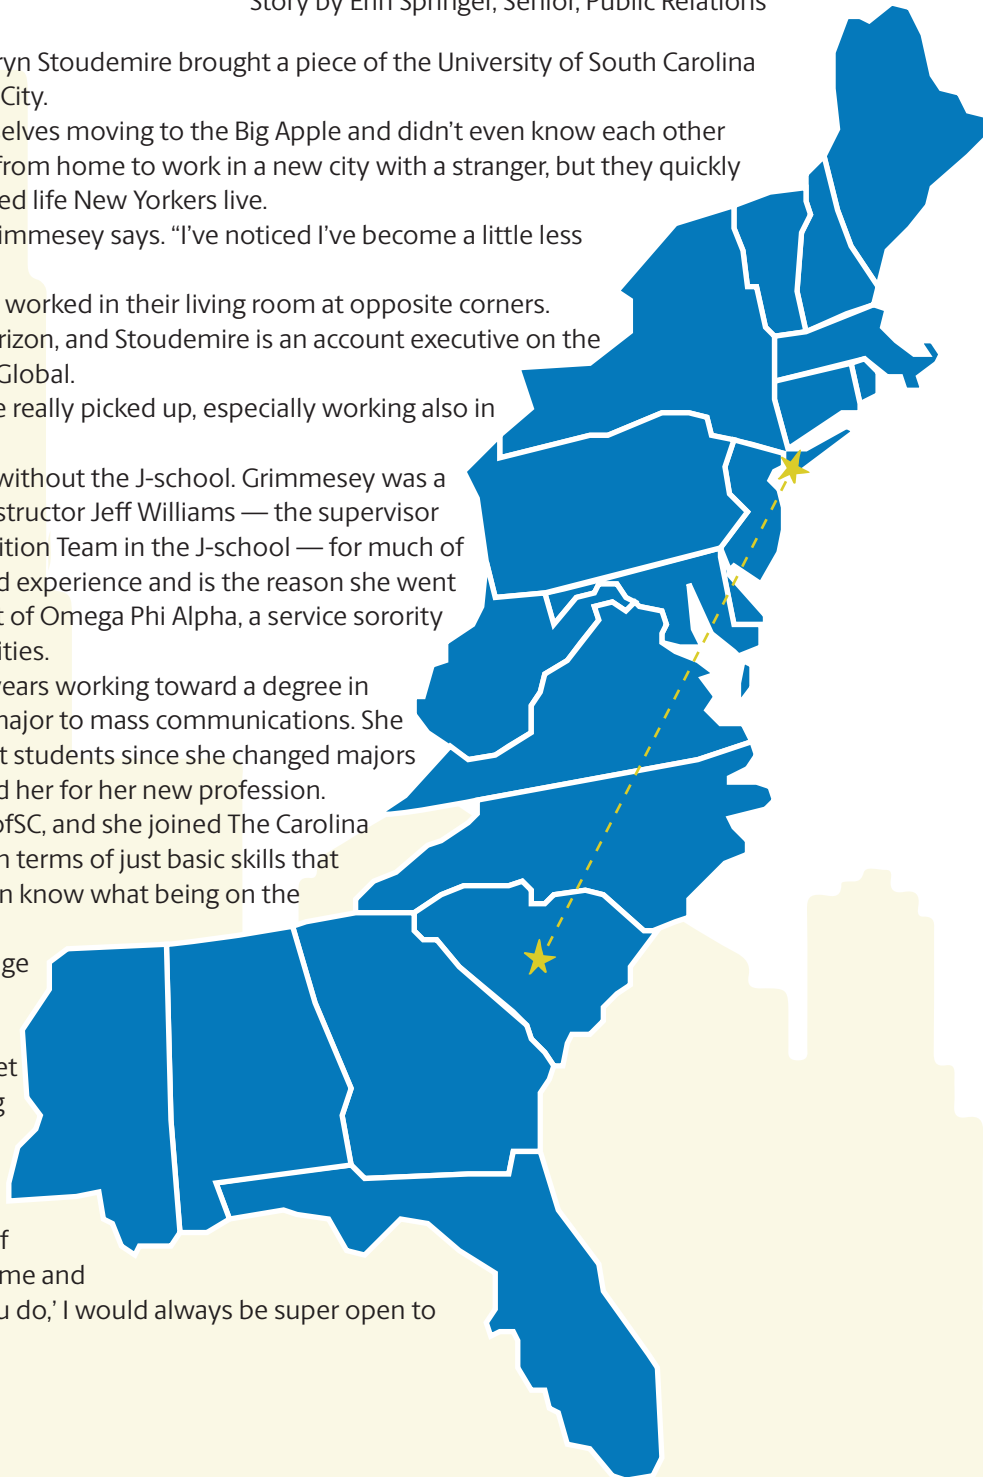 Story by Erin Springer, Senior, Public Relations
ryn Stoudemire brought a piece of the University of South Carolina
City.
selves moving to the Big Apple and didn’t even know each other
from home to work in a new city with a stranger, but they quickly
ed life New Yorkers live.
immesey says. “I’ve noticed I’ve become a little less
worked in their living room at opposite corners.
rizon, and Stoudemire is an account executive on the
Global.
e really picked up, especially working also in
without the J-school. Grimmesey was a
structor Jeff Williams — the supervisor
ition Team in the J-school — for much of
d experience and is the reason she went
t of Omega Phi Alpha, a service sorority
ities.
years working toward a degree in
major to mass communications. She
t students since she changed majors
d her for her new profession.
ofSC, and she joined The Carolina
n terms of just basic skills that
n know what being on the
ge
et
g
f
me and
u do,’ I would always be super open to